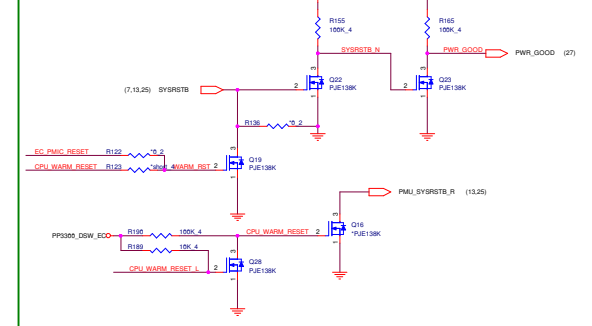 R155
100K_4
R165
100K_4
SYSRSTB_N
PWR_GOOD
PWR_GOOD (27)
3
Q22
PJE138K
2
1
3
Q23
PJE138K
2
1
(7,13,25) SYSRSTB
R136
*0_2
EC_PMIC_RESET
R122
*0_2
CPU_WARM_RESET
R123
*short_4
WARM_RST
2
3
Q19
PJE138K
1
PMU_SYSRSTB_R (13,25)
R190
100K_4
CPU_WARM_RESET
2
3
Q16
*PJE138K
1
R189
10K_4
3
Q28
PJE138K
CPU_WARM_RESET_L
2
1